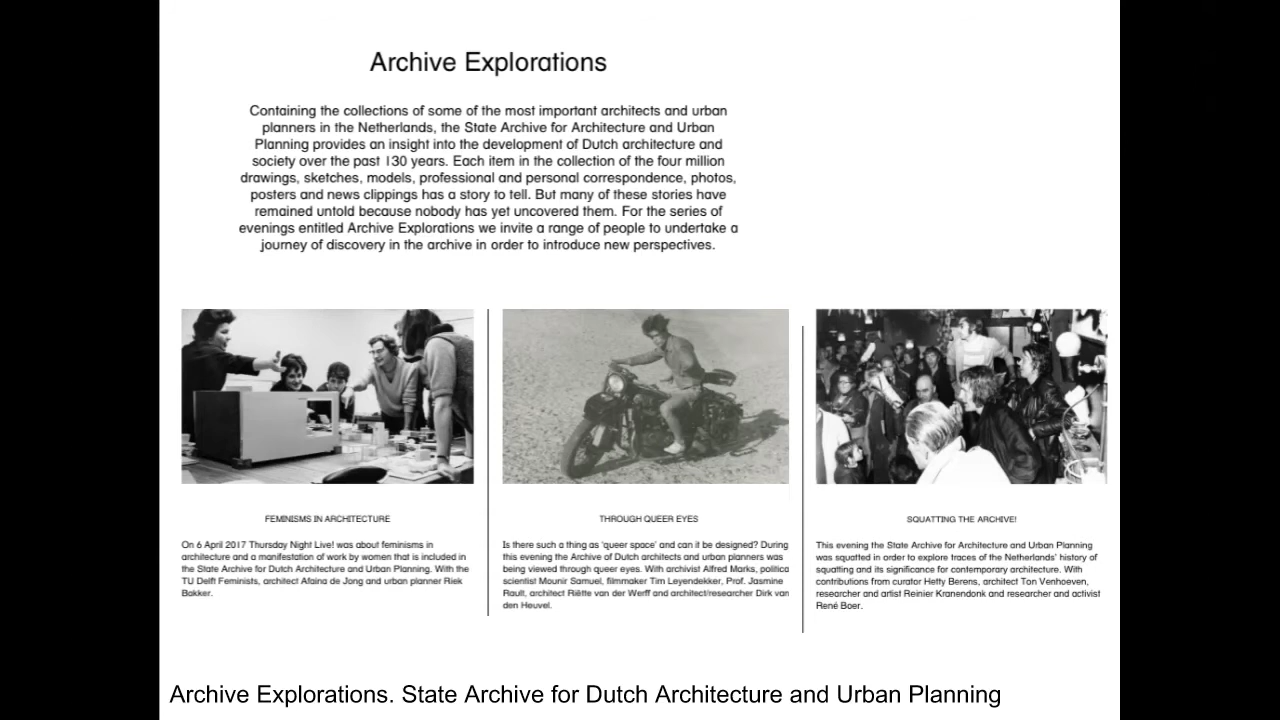 Archive Explorations
Containing the collections of some of the most important architects and urban
planners in the Netherlands, the State Archive for Architecture and Urban
Planning provides an insight into the development of Dutch architecture and
society over the past 130 years. Each item in the collection of the four million
drawings, sketches, models, professional and personal correspondence, photos,
posters and news clippings has a story to tell. But many of these stories have
remained untold because nobody has yet uncovered them. For the series of
evenings entitled Archive Explorations we invite a range of people to undertake a
journey of discovery in the archive in order to introduce new perspectives.
FEMINISMS IN ARCHITECTURE
On 6 April 2017 Thursday Night Live! was about feminisms in
architecture and a manifestation of work by women that is included in
the State Archive for Dutch Architecture and Urban Planning. With the
TU Delft Feminists, architect Afaina de Jong and urban planner Riek
Bakker.
THROUGH QUEER EYES
Is there such a thing as 'queer space' and can it be designed? During
this evening the Archive of Dutch architects and urban planners was
being viewed through queer eyes. With archivist Alfred Marks, politica
scientist Mounir Samuel, filmmaker Tim Leyendekker, Prof. Jasmine
Rault, architect Riëtte van der Werff and architect/researcher Dirk van
den Heuvel.
SQUATTING THE ARCHIVE!
This evening the State Archive for Architecture and Urban Planning
was squatted in order to explore traces of the Netherlands' history of
squatting and its significance for contemporary architecture. With
contributions from curator Hetty Berens, architect Ton Venhoeven,
researcher and artist Reinier Kranendonk and researcher and activist
René Boer.
Archive Explorations. State Archive for Dutch Architecture and Urban Planning